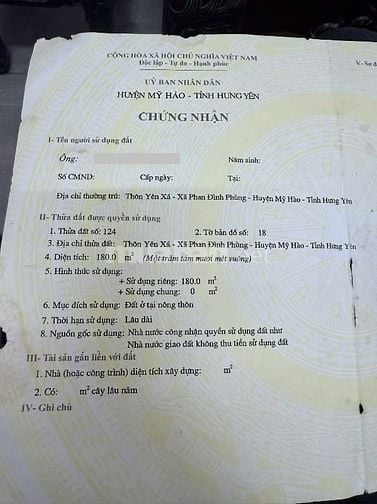 CỘNG HÒA XÃ HỘI CHỦ NGHĨA VIỆT NAM
Độc lập - Tự do - Hạnh phúc
V- Sơ đ
UỶ BAN NHÂN DÂN
HUYỆN MỸ HÀO - TỈNH HƯNG YÊN
CHỨNG NHẬN
I- Tên người sử dụng đất
Ông: Năm sinh:
Số CMND: Cấp ngày: Tại:
Địa chỉ thường trú: Thôn Yên Xá - Xã Phan Đình Phùng - Huyện Mỹ Hào - Tỉnh Hưng Yên
II- Thửa đất được quyền sử dụng
1. Thửa đất số: 124 2. Tờ bản đồ số: 18
3. Địa chỉ thửa đất: Thôn Yên Xá - Xã Phan Đình Phùng - Huyện Mỹ Hào - Tỉnh Hưng Yên
4. Diện tích: 180.0 m² (Một trăm tám mươi mét vuông)
5. Hình thức sử dụng:
+ Sử dụng riêng: 180.0 m²
+ Sử dụng chung: 0 m²
6. Mục đích sử dụng: Đất ở tại nông thôn
7. Thời hạn sử dụng: Lâu dài
8. Nguồn gốc sử dụng: Nhà nước công nhận quyền sử dụng đất như
Nhà nước giao đất không thu tiền sử dụng đất
III- Tài sản gắn liền với đất
1. Nhà (hoặc công trình) diện tích xây dựng: m²
2. Có: m² cây lâu năm
IV- Ghi chú